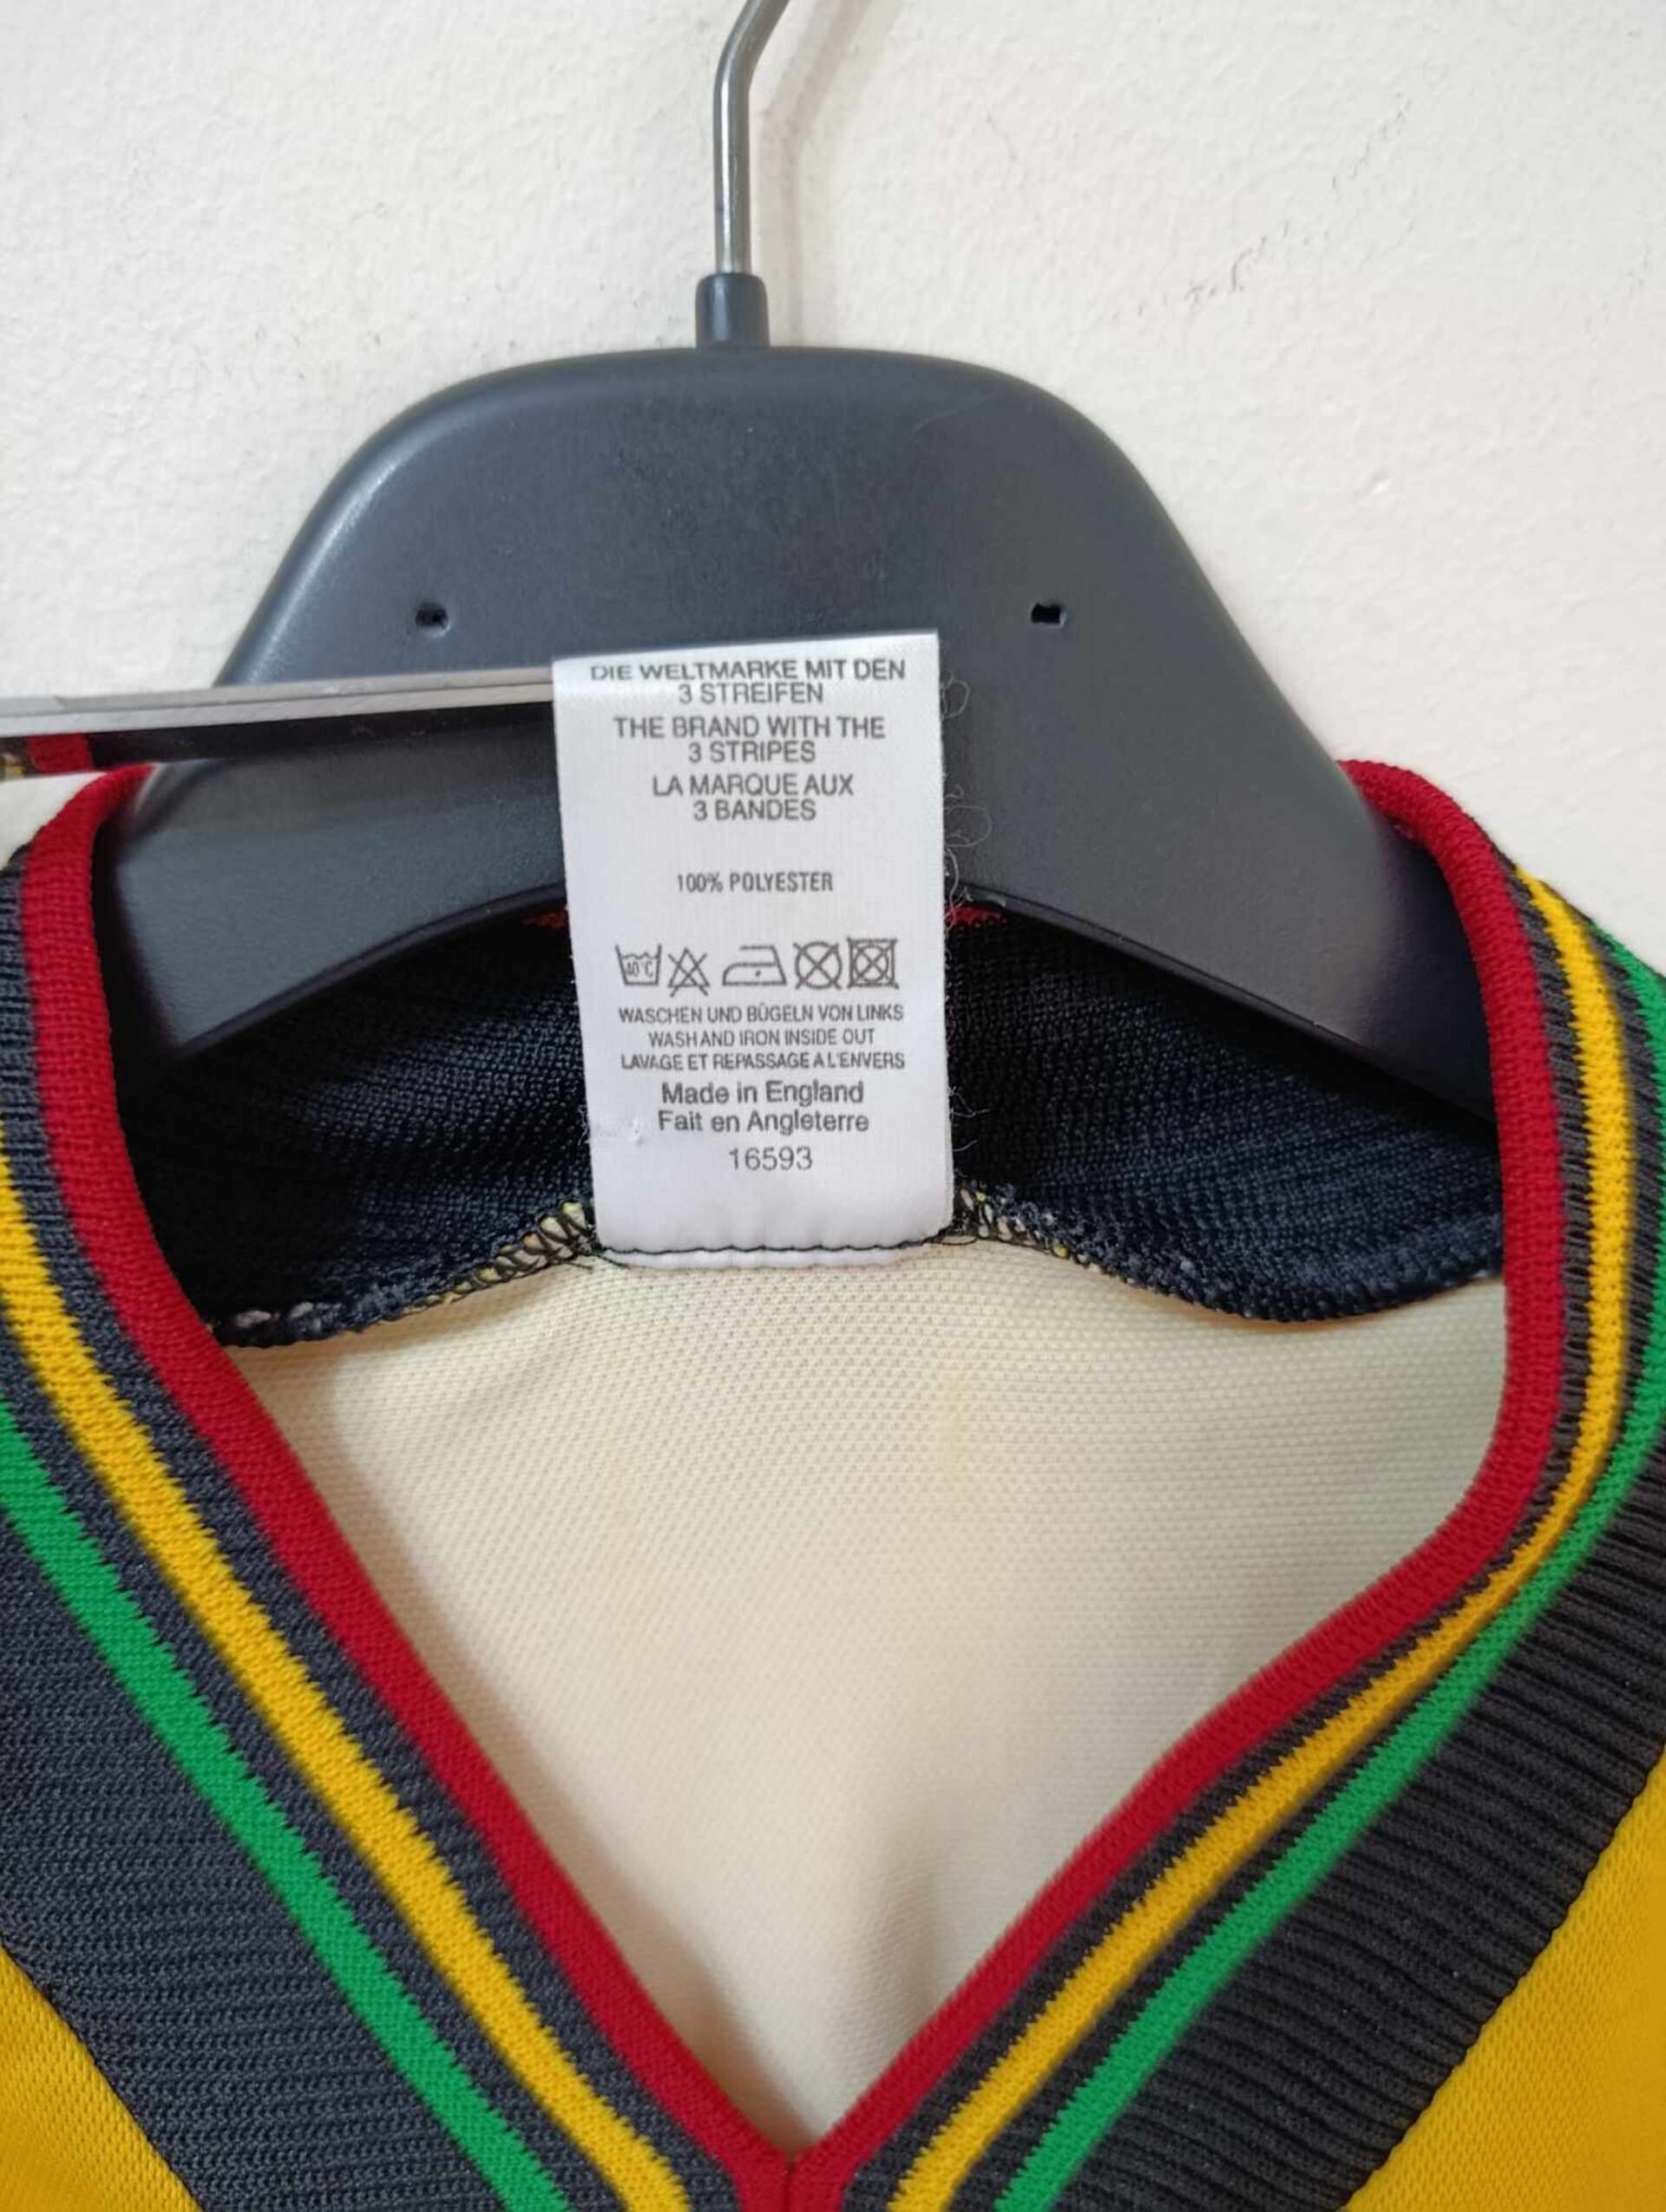 DIE WELTMARKE MIT DEN
3 STREIFEN
THE BRAND WITH THE
3 STRIPES
LA MARQUE AUX
3 BANDES
100% POLYESTER
40°C
WASCHEN UND BÜGELN VON LINKS
WASH AND IRON INSIDE OUT
LAVAGE ET REPASSAGE A L'ENVERS
Made in England
Fait en Angleterre
16593